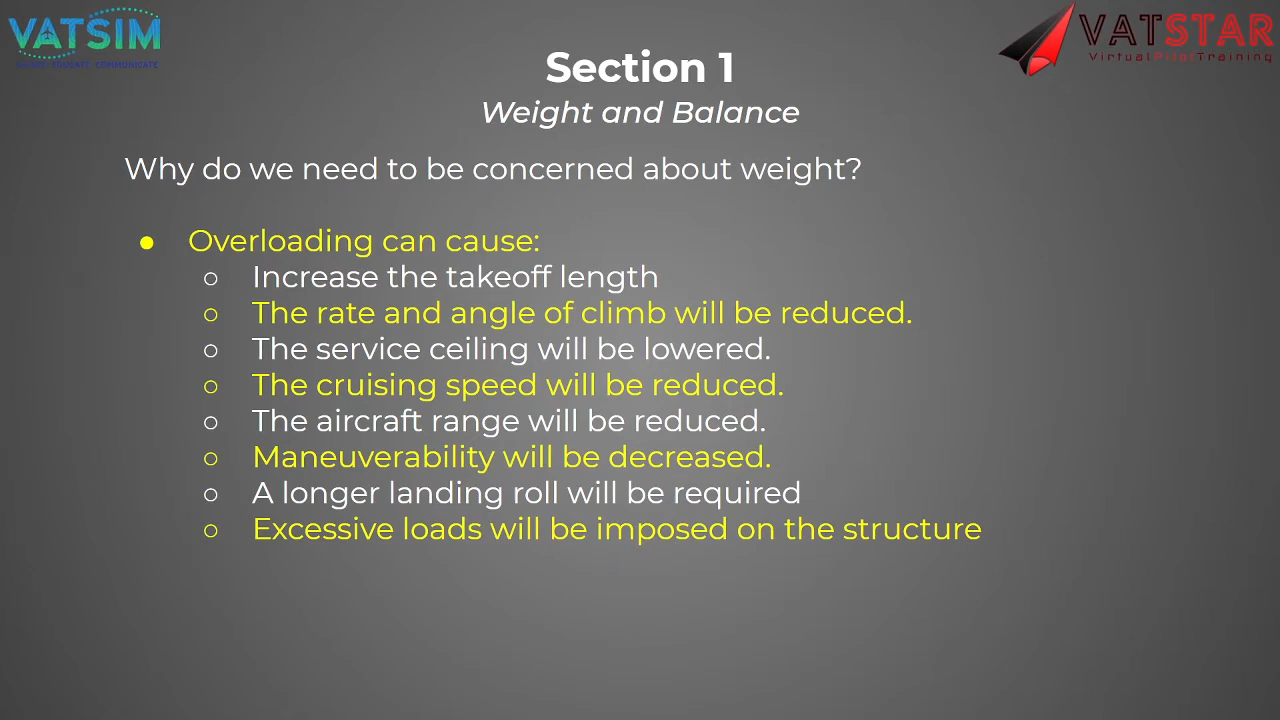 VATSIM
COMMUNICATE
VATSTAR
VirtualPilotTraining
Section 1
Weight and Balance
Why do we need to be concerned about weight?
● Overloading can cause:
○ Increase the takeoff length
○ The rate and angle of climb will be reduced.
○ The service ceiling will be lowered.
○ The cruising speed will be reduced.
○ The aircraft range will be reduced.
○ Maneuverability will be decreased.
○ A longer landing roll will be required
○ Excessive loads will be imposed on the structure